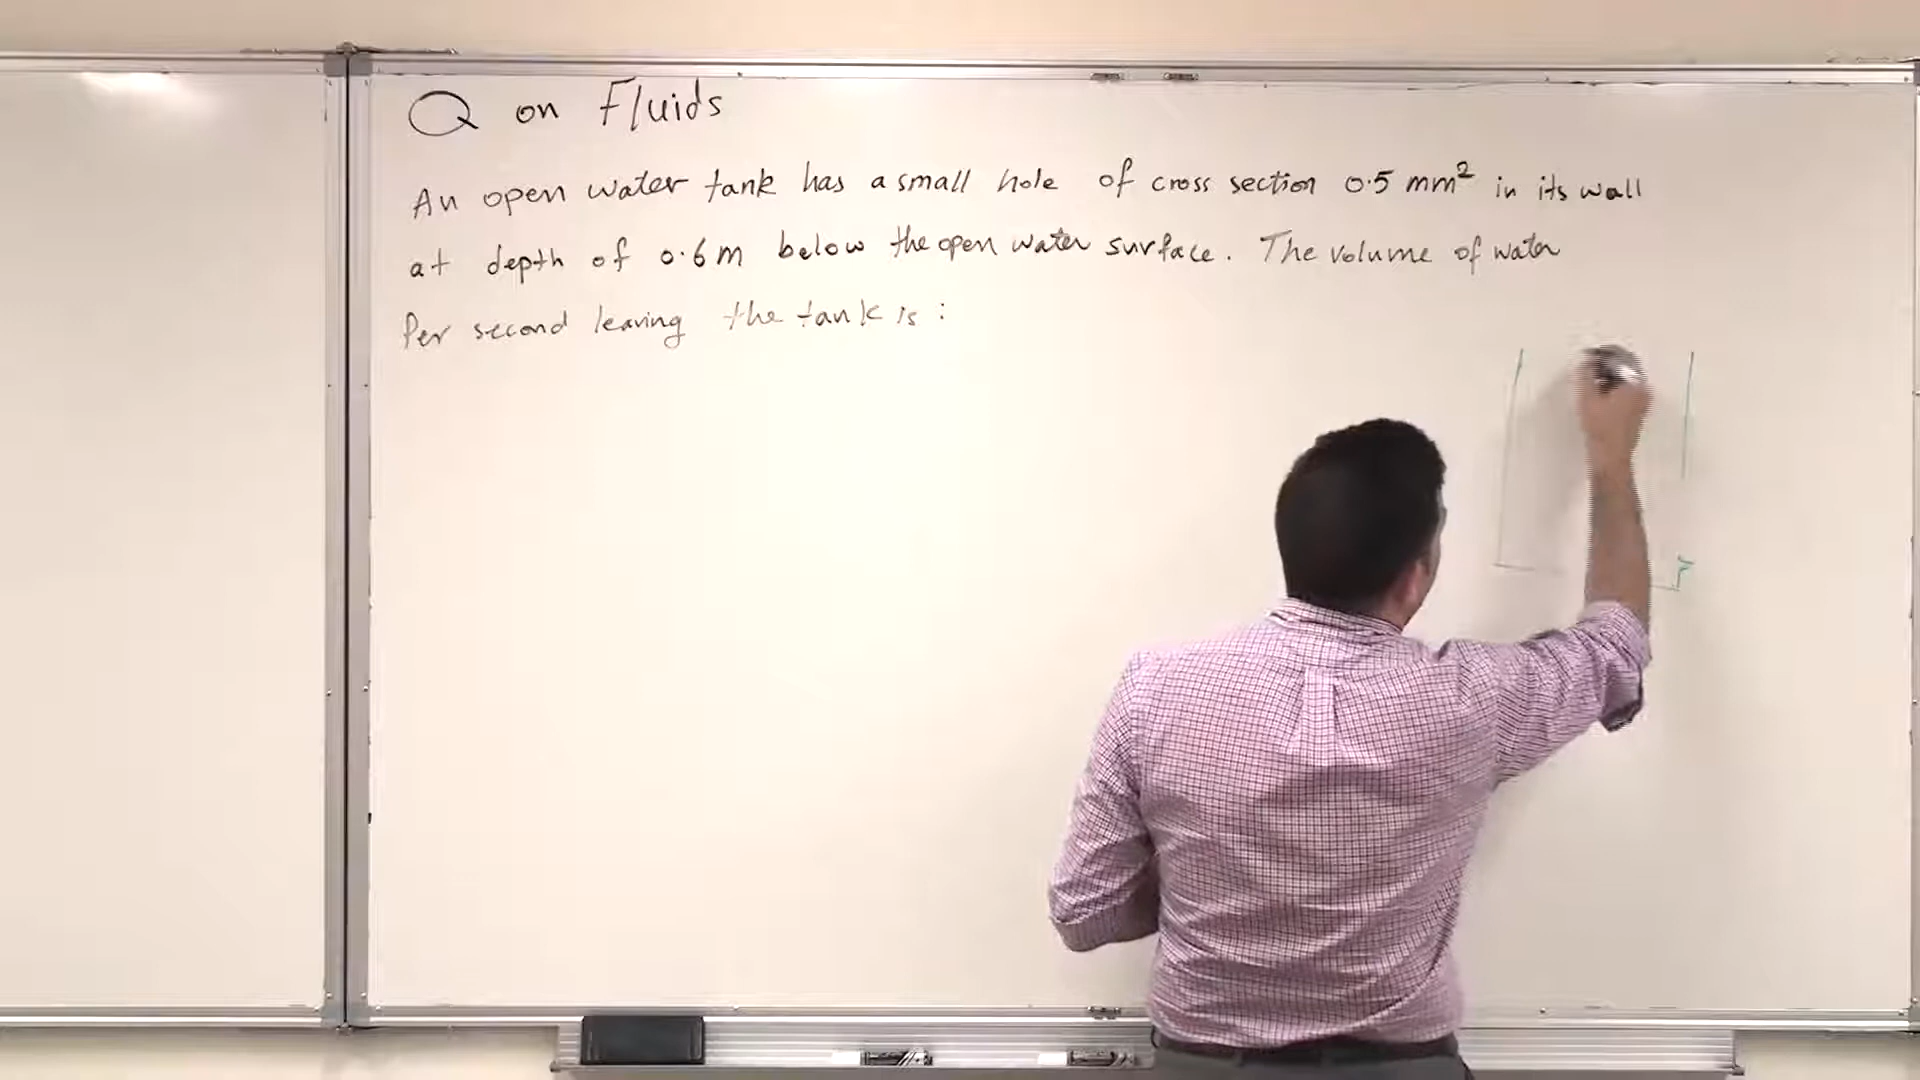 Q on Fluids
An open water tank has a small hole of cross section 0.5 mm² in its wall
at depth of 0.6 m below the open water surface. The volume of water
Per second leaving the tank is :